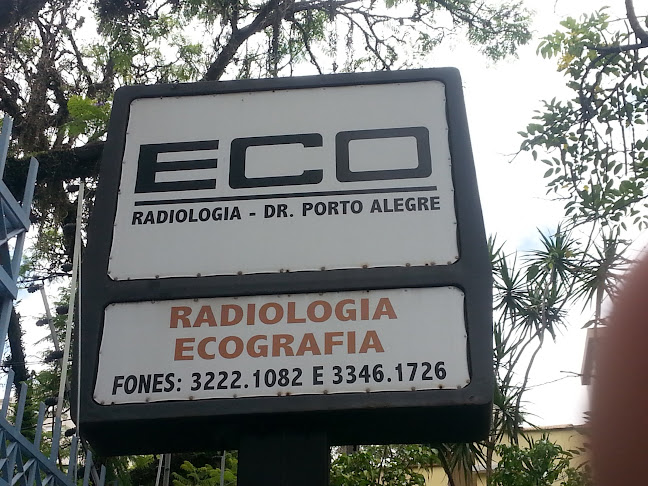 ECO
RADIOLOGIA - DR. PORTO ALEGRE
RADIOLOGIA
ECOGRAFIA
FONES: 3222.1082 E 3346.1726